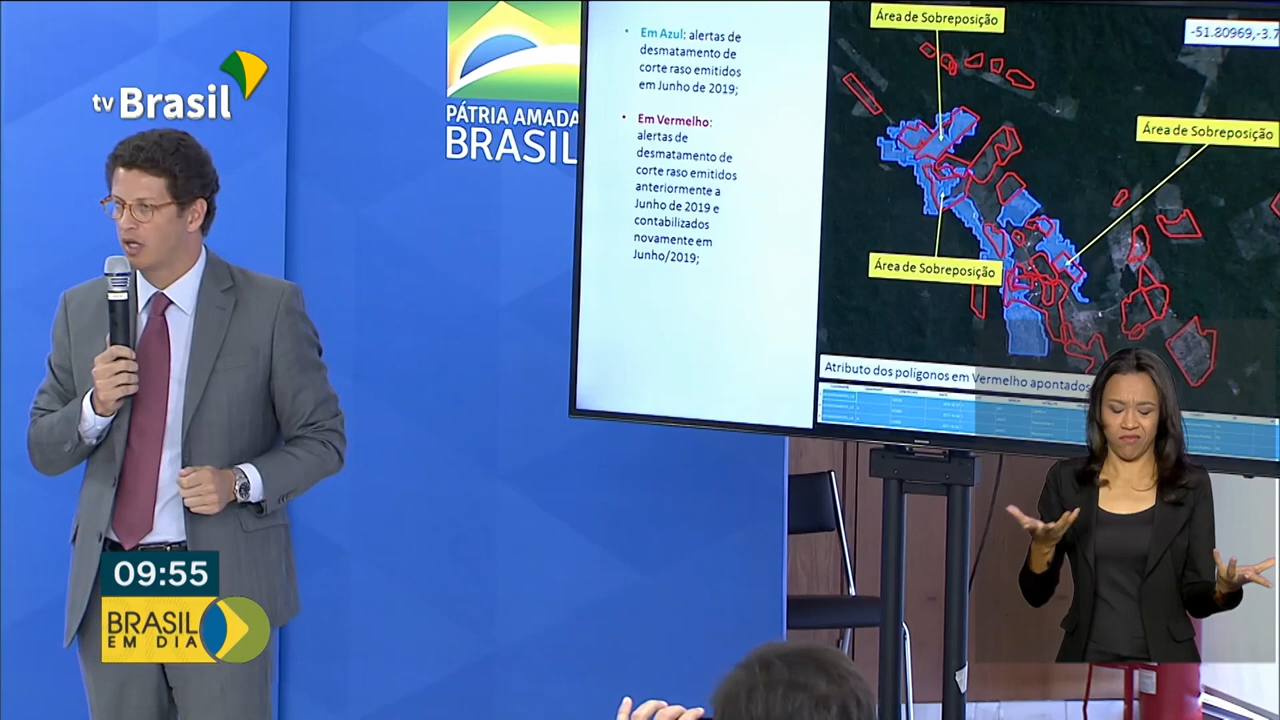 tv Brasil
PÁTRIA AMADA
BRASIL
• Em Azul: alertas de
desmatamento de
corte raso emitidos
em Junho de 2019;
• Em Vermelho:
alertas de
desmatamento de
corte raso emitidos
anteriormente a
Junho de 2019 e
contabilizados
novamente em
Junho/2019;
Área de Sobreposição
-51.80969,-3.7
Área de Sobreposição
Área de Sobreposição
Atributo dos polígonos em Vermelho apontados
09:55
BRASIL
EM DIA